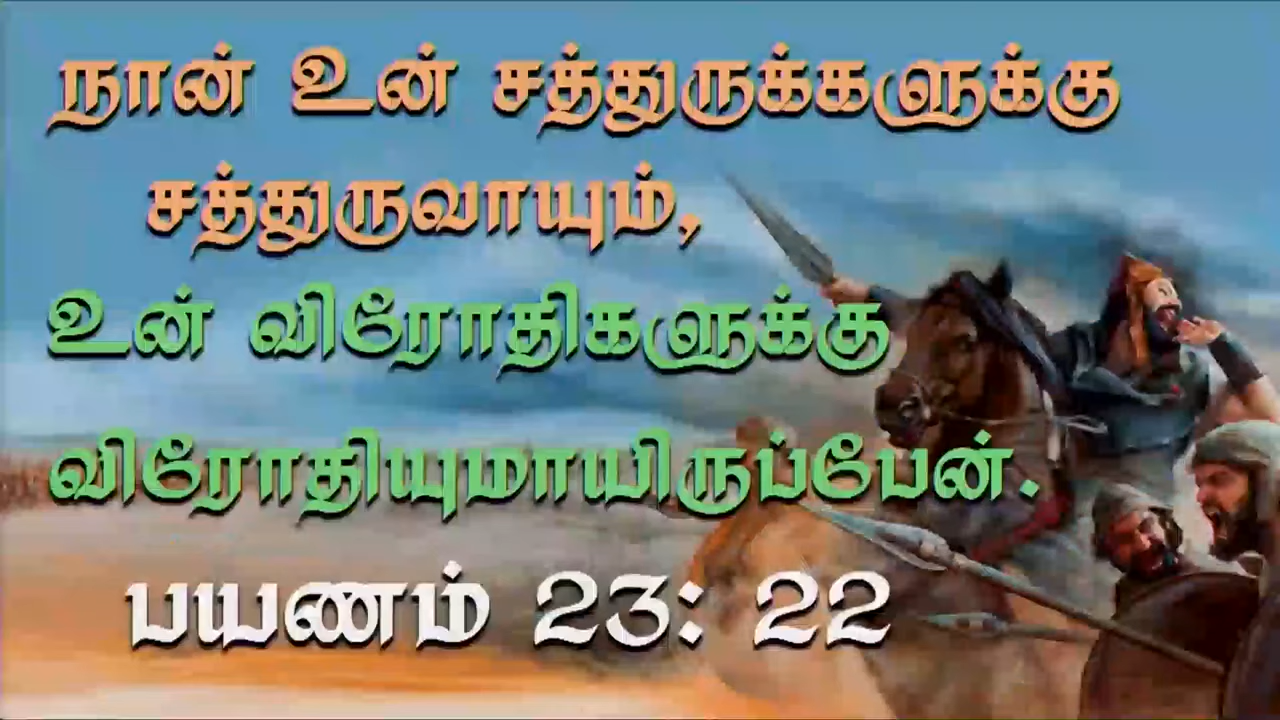 நான் உன் சத்துருக்களுக்கு
சத்துருவாயும்,
உன் விரோதிகளுக்கு
விரோதியுமாயிருப்பேன்.
பயணம் 23: 22